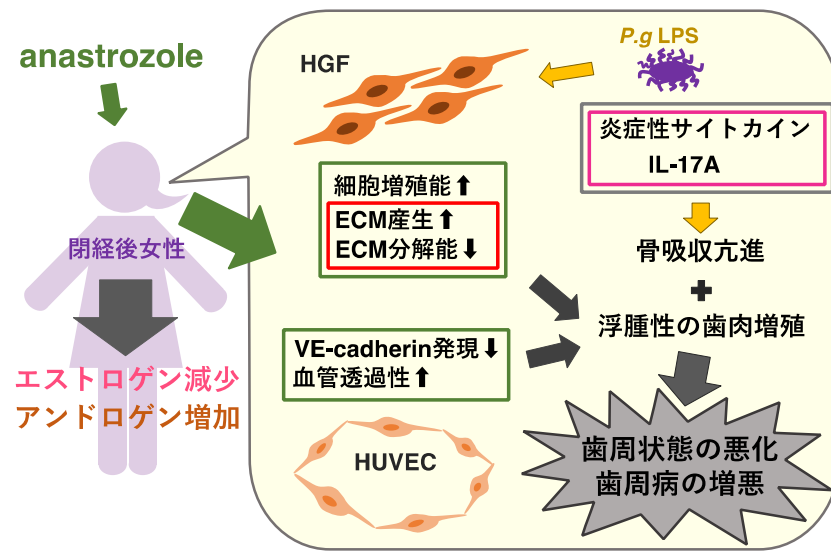 anastrozole
閉経後女性
エストロゲン減少
アンドロゲン増加
HGF
P.g LPS
炎症性サイトカイン
IL-17A
細胞増殖能⬆
ECM産生⬆
ECM分解能⬇
骨吸収亢進
+
浮腫性の歯肉増殖
VE-cadherin発現⬇
血管透過性⬆
HUVEC
歯周状態の悪化
歯周病の増悪